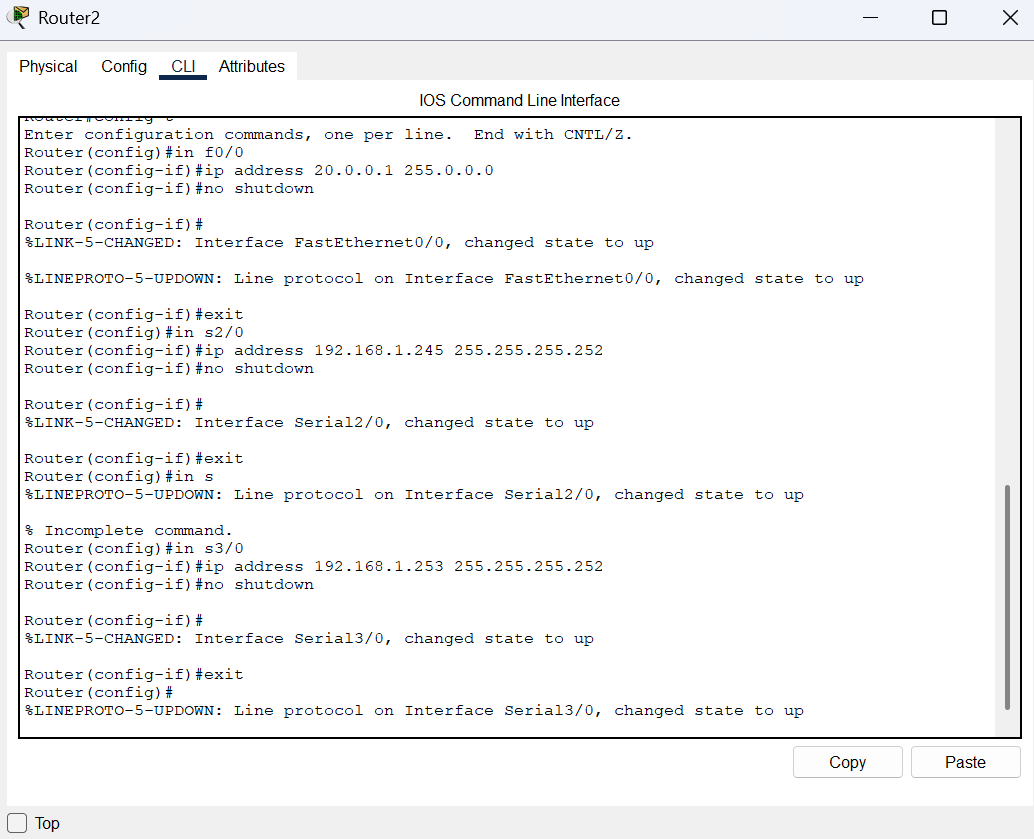 Router2
Physical Config CLI Attributes
IOS Command Line Interface
Enter configuration commands, one per line.  End with CNTL/Z.
Router(config)#in f0/0
Router(config-if)#ip address 20.0.0.1 255.0.0.0
Router(config-if)#no shutdown
Router(config-if)#
%LINK-5-CHANGED: Interface FastEthernet0/0, changed state to up
%LINEPROTO-5-UPDOWN: Line protocol on Interface FastEthernet0/0, changed state to up
Router(config-if)#exit
Router(config)#in s2/0
Router(config-if)#ip address 192.168.1.245 255.255.255.252
Router(config-if)#no shutdown
Router(config-if)#
%LINK-5-CHANGED: Interface Serial2/0, changed state to up
Router(config-if)#exit
Router(config)#in s
%LINEPROTO-5-UPDOWN: Line protocol on Interface Serial2/0, changed state to up
% Incomplete command.
Router(config)#in s3/0
Router(config-if)#ip address 192.168.1.253 255.255.255.252
Router(config-if)#no shutdown
Router(config-if)#
%LINK-5-CHANGED: Interface Serial3/0, changed state to up
Router(config-if)#exit
Router(config)#
%LINEPROTO-5-UPDOWN: Line protocol on Interface Serial3/0, changed state to up
Copy Paste
Top